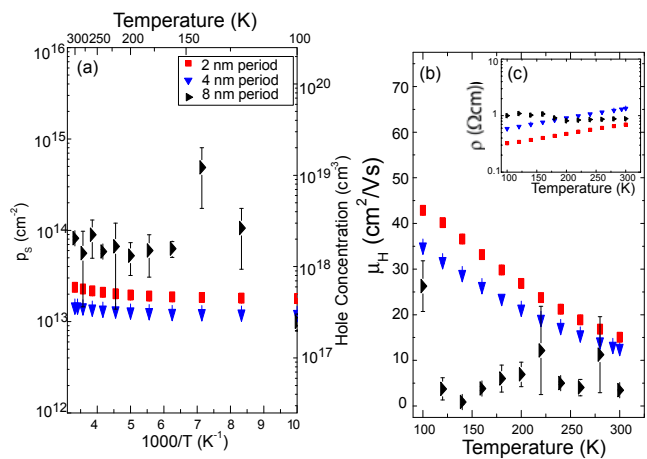 Temperature (K)
300 250 200 150 100
(a)
2 nm period
4 nm period
8 nm period
10^16
10^15
10^14
10^13
10^12
p_S (cm^-2)
10^20
10^19
10^18
10^17
Hole Concentration (cm^-3)
4 5 6 7 8 9 10
1000/T (K^-1)
(b)
70
60
50
40
30
20
10
0
μ_H (cm^2/Vs)
100 150 200 250 300
Temperature (K)
(c)
10
1
0.1
ρ (Ωcm)
100 150 200 250 300
Temperature (K)